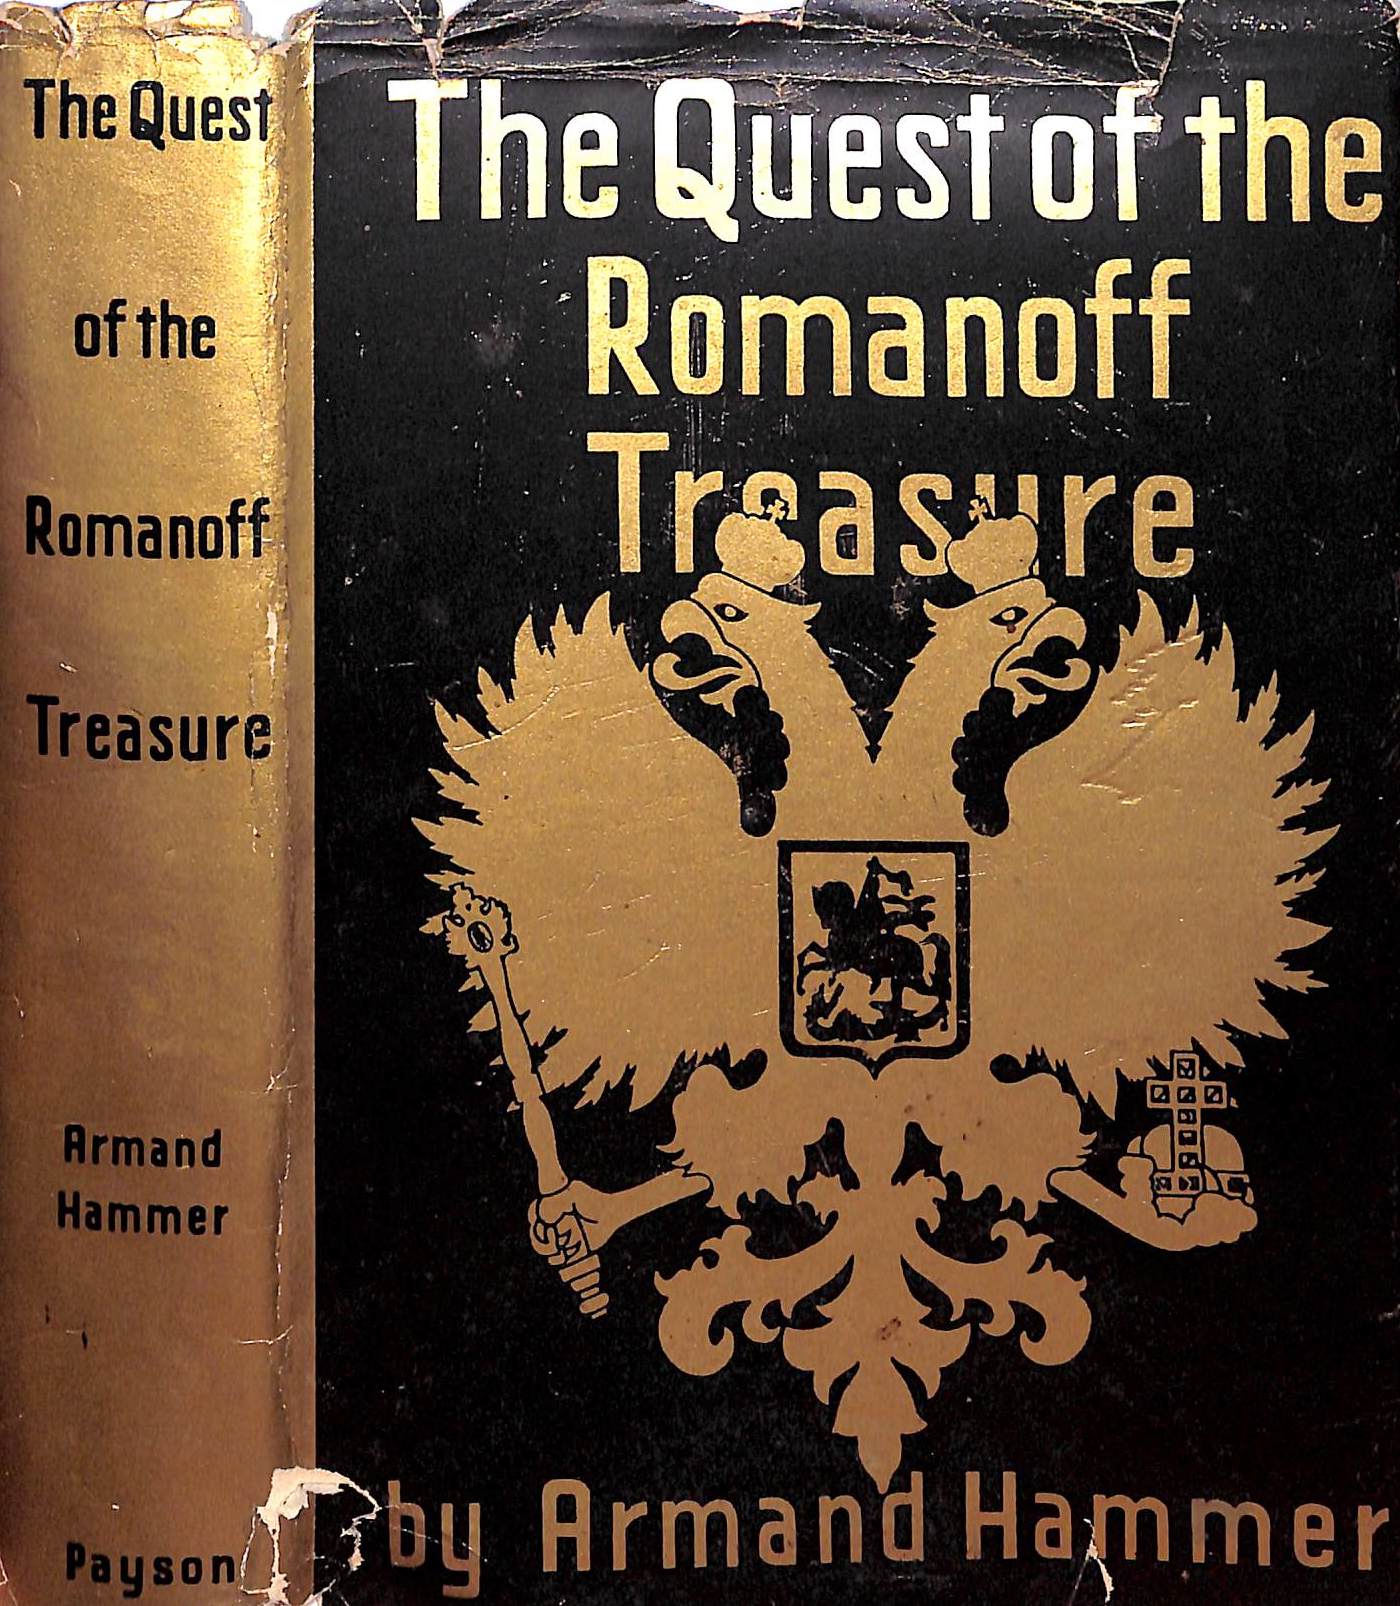 The Quest
of the
Romanoff
Treasure
Armand
Hammer
Payson
The Quest of the
Romanoff
Treasure
by Armand Hammer